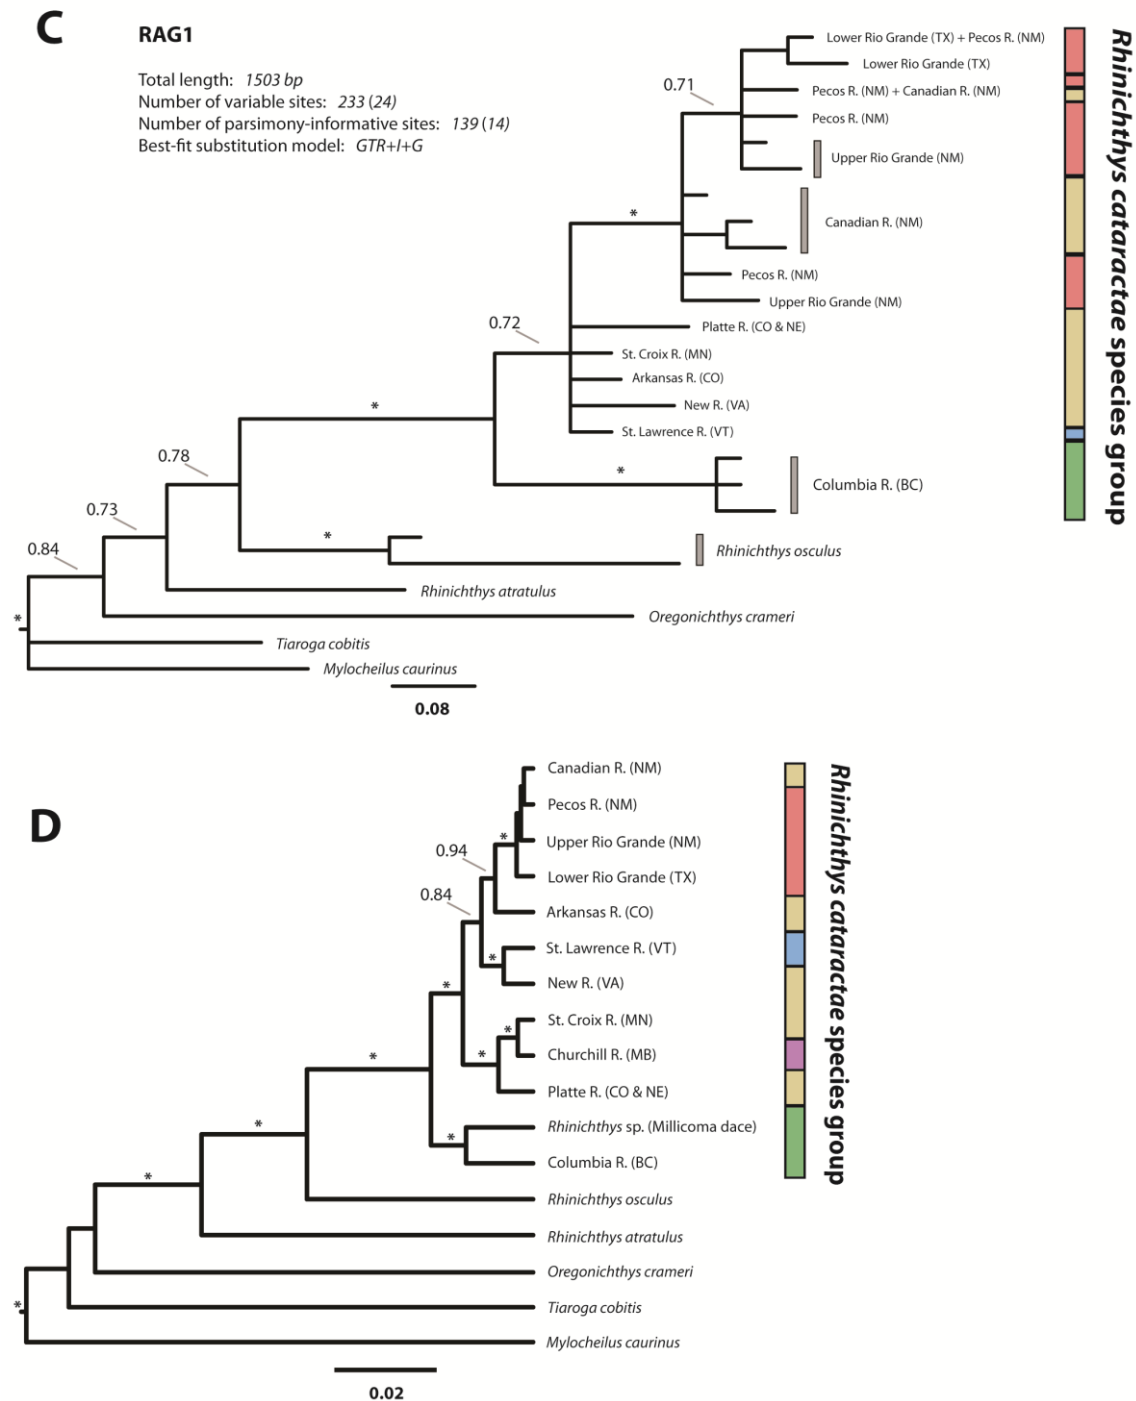 C
RAG1
Total length: 1503 bp
Number of variable sites: 233 (24)
Number of parsimony-informative sites: 139 (14)
Best-fit substitution model: GTR+I+G
Lower Rio Grande (TX) + Pecos R. (NM)
Lower Rio Grande (TX)
0.71
Pecos R. (NM) + Canadian R. (NM)
Pecos R. (NM)
Upper Rio Grande (NM)
*
Canadian R. (NM)
Pecos R. (NM)
Upper Rio Grande (NM)
0.72
Platte R. (CO & NE)
St. Croix R. (MN)
Arkansas R. (CO)
*
New R. (VA)
St. Lawrence R. (VT)
0.78
*
Columbia R. (BC)
0.73
*
0.84
Rhinichthys osculus
Rhinichthys atratulus
*
Oregonichthys crameri
Tiaroga cobitis
Mylocheilus caurinus
0.08
Rhinichthys cataractae species group
D
Canadian R. (NM)
Pecos R. (NM)
*
Upper Rio Grande (NM)
0.94
Lower Rio Grande (TX)
0.84
Arkansas R. (CO)
St. Lawrence R. (VT)
*
New R. (VA)
*
St. Croix R. (MN)
*
Churchill R. (MB)
*
*
Platte R. (CO & NE)
*
Rhinichthys sp. (Millicoma dace)
*
Columbia R. (BC)
*
Rhinichthys osculus
Rhinichthys atratulus
Oregonichthys crameri
*
Tiaroga cobitis
Mylocheilus caurinus
0.02
Rhinichthys cataractae species group